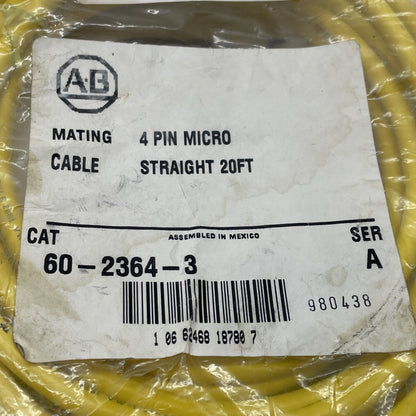 A-B
MATING 4 PIN MICRO
CABLE STRAIGHT 20FT
ASSEMBLED IN MEXICO
CAT SER
60-2364-3 A
980438
1 06 62468 18780 7